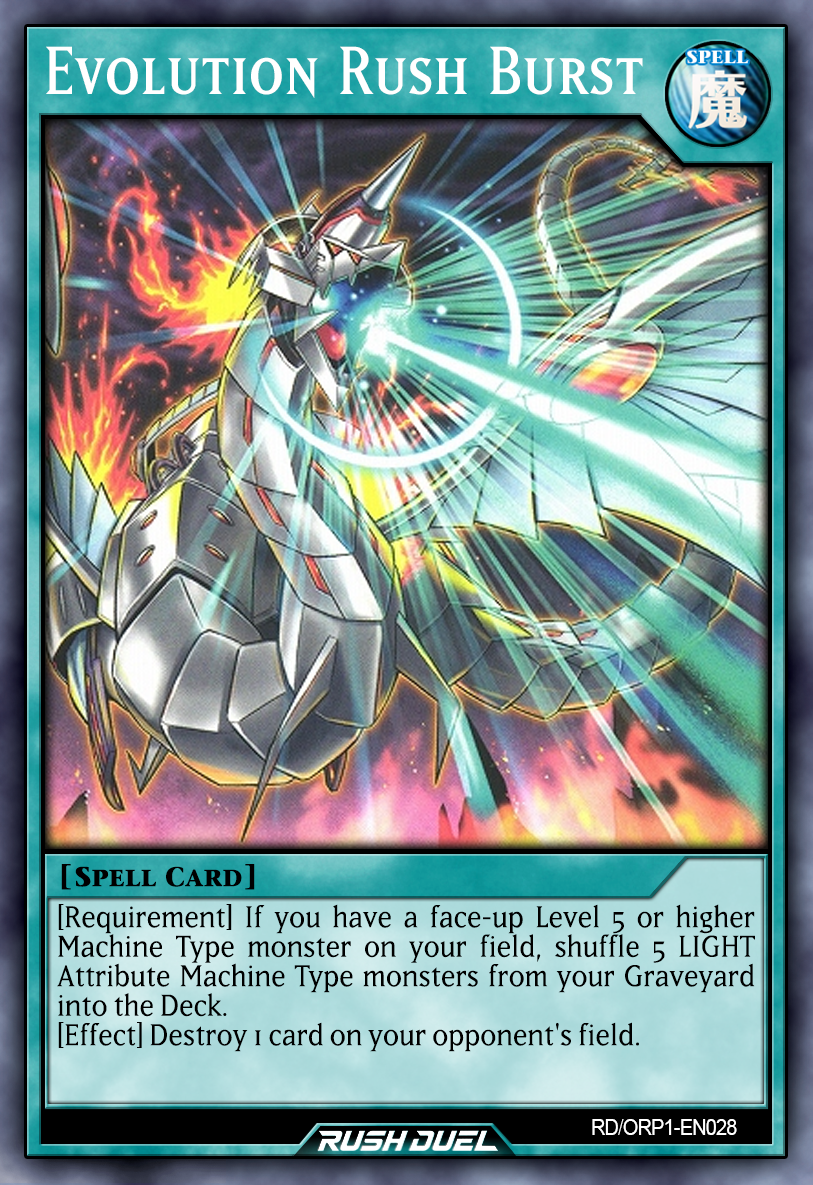 EVOLUTION RUSH BURST
SPELL
魔
[SPELL CARD]
[Requirement] If you have a face-up Level 5 or higher
Machine Type monster on your field, shuffle 5 LIGHT
Attribute Machine Type monsters from your Graveyard
into the Deck.
[Effect] Destroy 1 card on your opponent's field.
RD/ORP1-EN028
RUSH DUEL